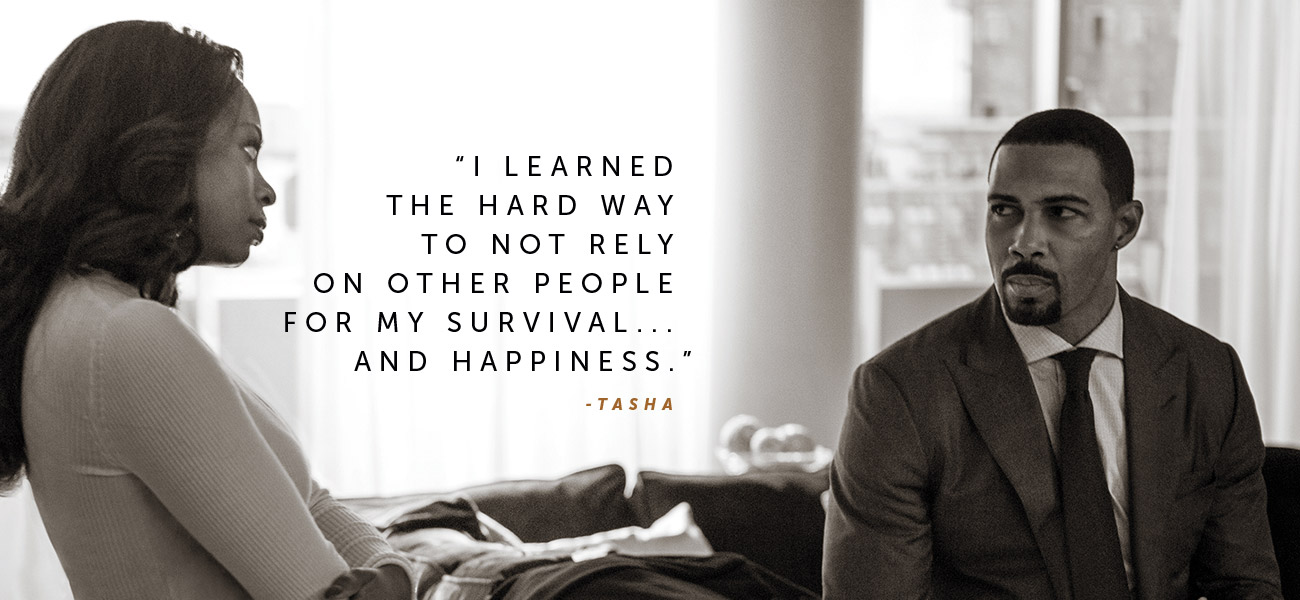 “I LEARNED
THE HARD WAY
TO NOT RELY
ON OTHER PEOPLE
FOR MY SURVIVAL...
AND HAPPINESS.”
-TASHA